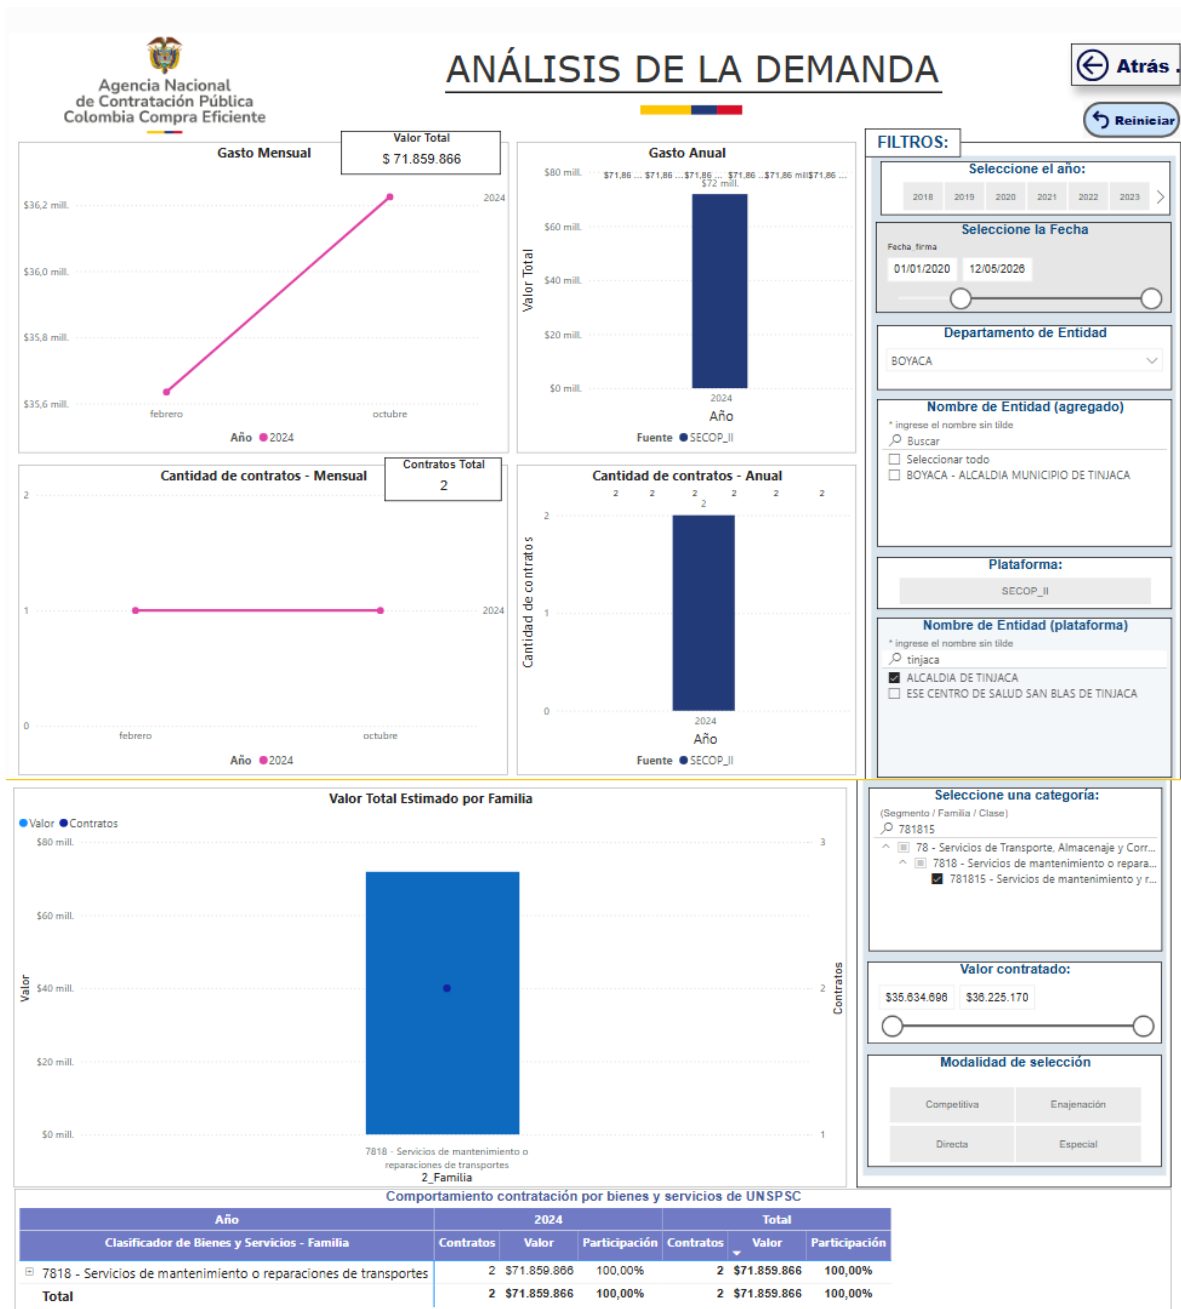 Agencia Nacional
de Contratación Pública
Colombia Compra Eficiente
ANÁLISIS DE LA DEMANDA
Atrás .
Reiniciar
Gasto Mensual
Valor Total
$ 71.859.866
$36,2 mill.
$36,0 mill.
$35,8 mill.
$35,6 mill.
2024
febrero
octubre
Año 2024
Gasto Anual
$80 mill.
$60 mill.
$40 mill.
$20 mill.
$0 mill.
$71,86 ... $71,86 ... $71,86 ... $71,86 ... $71,86 mill $71,86 ...
$72 mill.
Valor Total
2024
Año
Fuente SECOP_II
Cantidad de contratos - Mensual
Contratos Total
2
2
1
0
2024
febrero
octubre
Año 2024
Cantidad de contratos - Anual
2 2 2 2 2 2
2
2
1
0
Cantidad de contratos
2024
Año
Fuente SECOP_II
FILTROS:
Seleccione el año:
2018 2019 2020 2021 2022 2023
Seleccione la Fecha
Fecha_firma
01/01/2020 12/05/2026
Departamento de Entidad
BOYACA
Nombre de Entidad (agregado)
* ingrese el nombre sin tilde
Buscar
Seleccionar todo
BOYACA - ALCALDIA MUNICIPIO DE TINJACA
Plataforma:
SECOP_II
Nombre de Entidad (plataforma)
* ingrese el nombre sin tilde
tinjaca
ALCALDIA DE TINJACA
ESE CENTRO DE SALUD SAN BLAS DE TINJACA
Valor Total Estimado por Familia
Valor Contratos
$80 mill.
$60 mill.
$40 mill.
$20 mill.
$0 mill.
Valor
3
2
1
Contratos
7818 - Servicios de mantenimiento o
reparaciones de transportes
2_Familia
Seleccione una categoría:
(Segmento / Familia / Clase)
781815
78 - Servicios de Transporte, Almacenaje y Corr...
7818 - Servicios de mantenimiento o repara...
781815 - Servicios de mantenimiento y r...
Valor contratado:
$35.634.696 $36.225.170
Modalidad de selección
Competitiva Enajenación
Directa Especial
Comportamiento contratación por bienes y servicios de UNSPSC
Año 2024 Total
Clasificador de Bienes y Servicios - Familia Contratos Valor Participación Contratos Valor Participación
7818 - Servicios de mantenimiento o reparaciones de transportes 2 $71.859.866 100,00% 2 $71.859.866 100,00%
Total 2 $71.859.866 100,00% 2 $71.859.866 100,00%